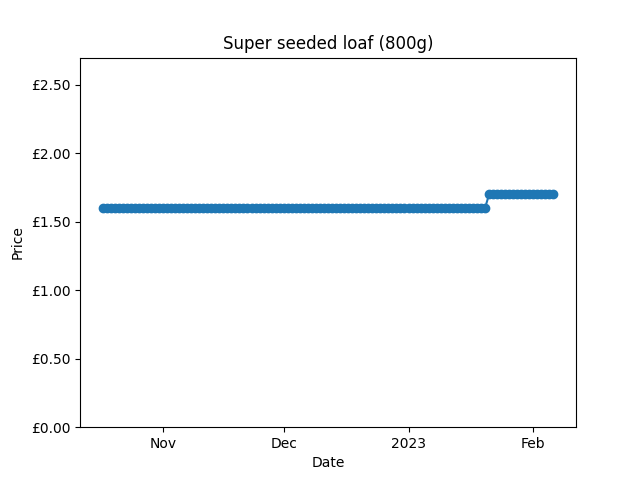 Super seeded loaf (800g)
£2.50
£2.00
£1.50
£1.00
£0.50
£0.00
Price
Nov Dec 2023 Feb
Date